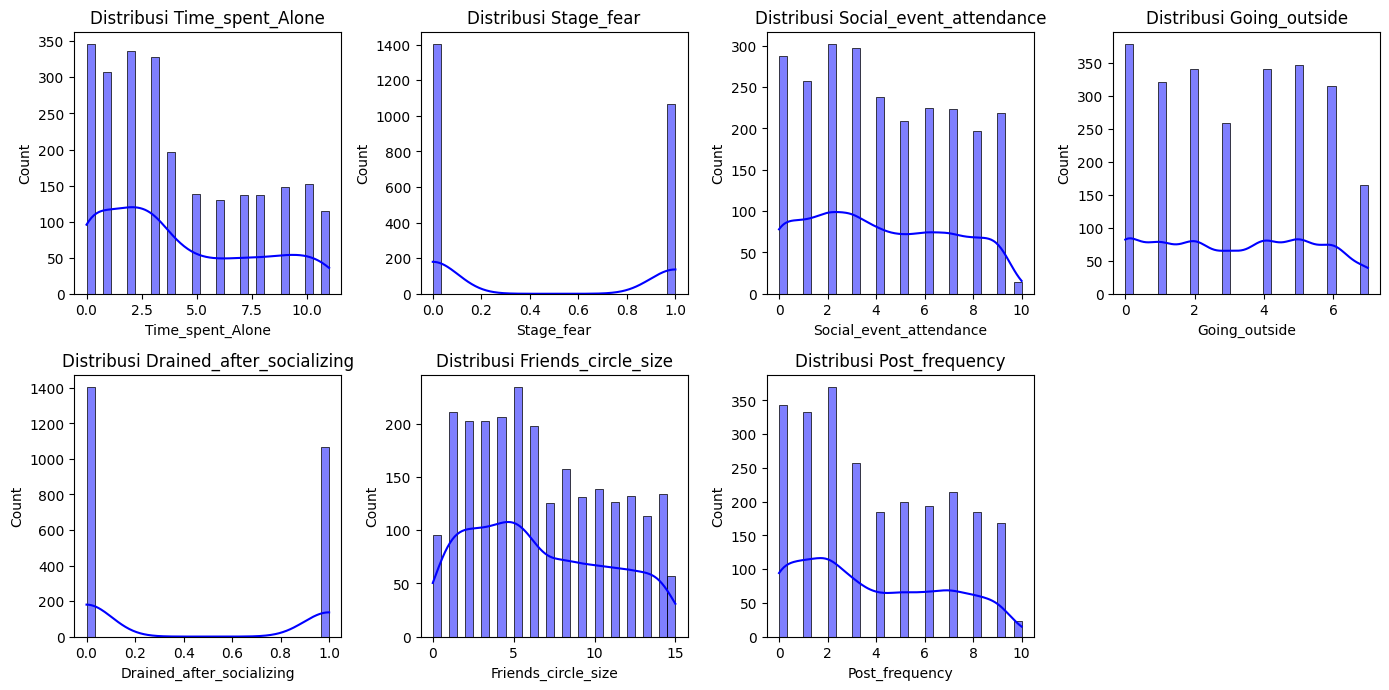 Distribusi Time_spent_Alone
350
300
250
200
150
100
50
0
Count
0.0 2.5 5.0 7.5 10.0
Time_spent_Alone
Distribusi Stage_fear
1400
1200
1000
800
600
400
200
0
Count
0.0 0.2 0.4 0.6 0.8 1.0
Stage_fear
Distribusi Social_event_attendance
300
250
200
150
100
50
0
Count
0 2 4 6 8 10
Social_event_attendance
Distribusi Going_outside
350
300
250
200
150
100
50
0
Count
0 2 4 6
Going_outside
Distribusi Drained_after_socializing
1400
1200
1000
800
600
400
200
0
Count
0.0 0.2 0.4 0.6 0.8 1.0
Drained_after_socializing
Distribusi Friends_circle_size
200
150
100
50
0
Count
0 5 10 15
Friends_circle_size
Distribusi Post_frequency
350
300
250
200
150
100
50
0
Count
0 2 4 6 8 10
Post_frequency